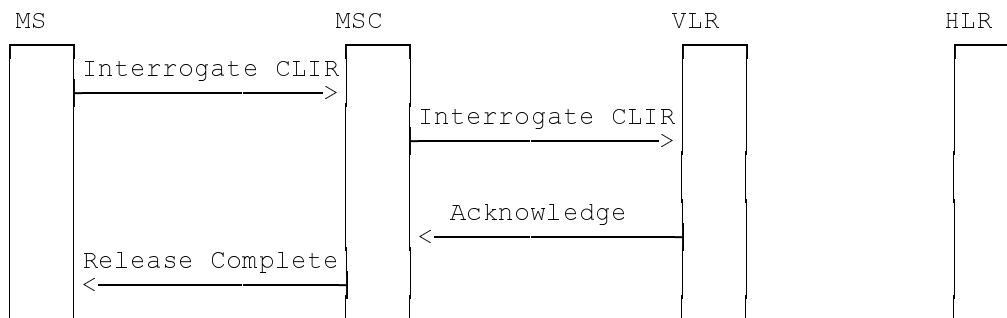 MS MSC VLR HLR
Interrogate CLIR
Interrogate CLIR
Acknowledge
Release Complete